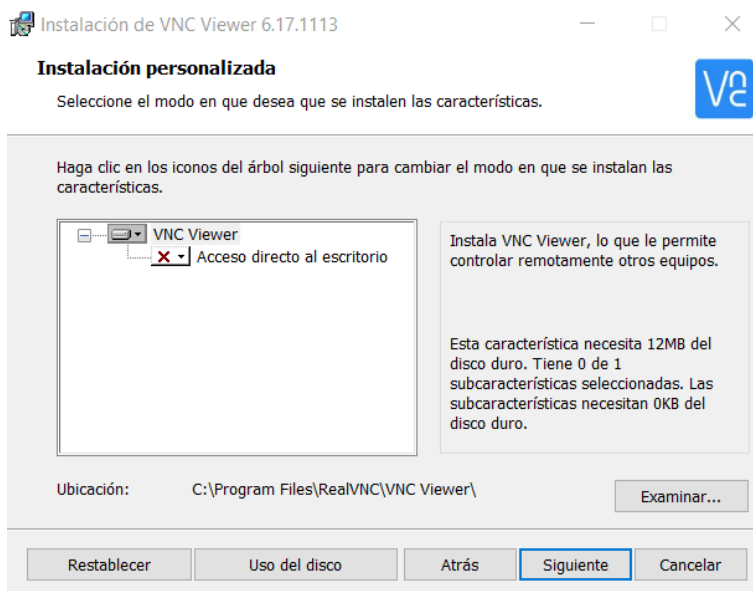 Instalación de VNC Viewer 6.17.1113
Instalación personalizada
Seleccione el modo en que desea que se instalen las características.
VNC
Haga clic en los iconos del árbol siguiente para cambiar el modo en que se instalan las
características.
VNC Viewer
Acceso directo al escritorio
Instala VNC Viewer, lo que le permite
controlar remotamente otros equipos.
Esta característica necesita 12MB del
disco duro. Tiene 0 de 1
subcaracterísticas seleccionadas. Las
subcaracterísticas necesitan 0KB del
disco duro.
Ubicación: C:\Program Files\RealVNC\VNC Viewer\
Examinar...
Restablecer Uso del disco Atrás Siguiente Cancelar